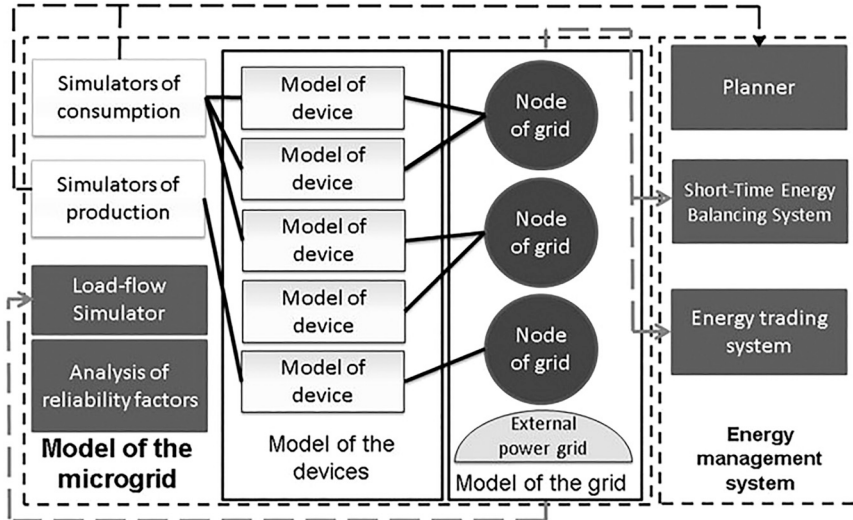 Simulators of
consumption
Simulators of
production
Load-flow
Simulator
Analysis of
reliability factors
Model of the
microgrid
Model of
device
Model of
device
Model of
device
Model of
device
Model of
device
Model of the
devices
Node
of grid
Node
of grid
Node
of grid
External
power grid
Model of the grid
Planner
Short-Time Energy
Balancing System
Energy trading
system
Energy
management
system